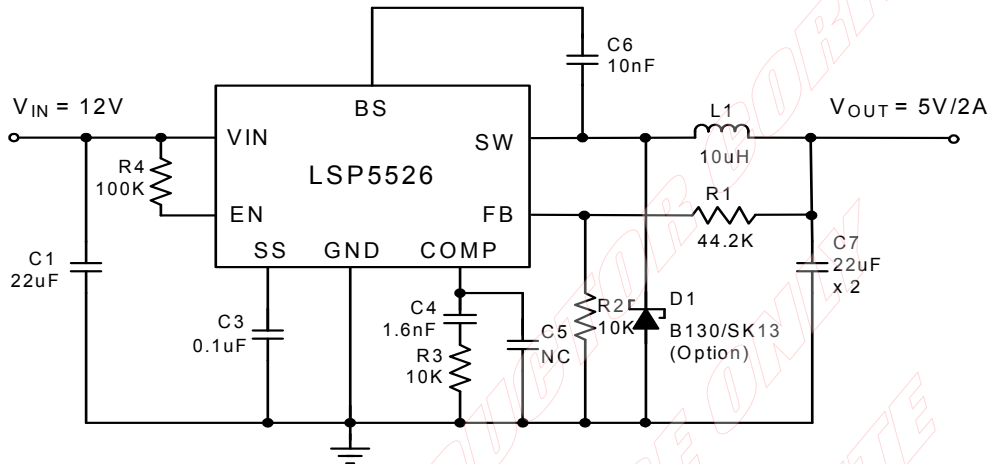 C6
10nF
BS
V_IN = 12V
L1
V_OUT = 5V/2A
VIN
SW
R4
100K
LSP5526
10uH
R1
EN
FB
44.2K
SS
GND
COMP
C1
22uF
C7
22uF
x 2
C4
1.6nF
R2
10K
D1
B130/SK13
(Option)
C3
0.1uF
C5
NC
R3
10K